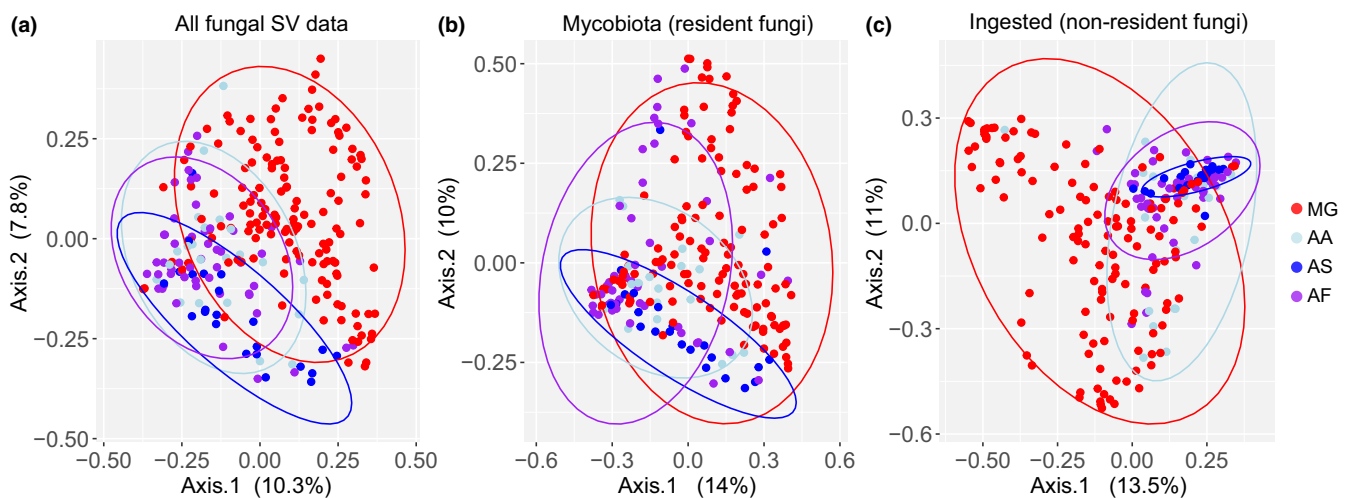 (a) All fungal SV data
0.25
0.00
−0.25
−0.50
Axis.2 (7.8%)
−0.50 −0.25 0.00 0.25 0.50
Axis.1 (10.3%)
(b) Mycobiota (resident fungi)
0.50
0.25
0.00
−0.25
Axis.2 (10%)
−0.6 −0.3 0.0 0.3 0.6
Axis.1 (14%)
(c) Ingested (non-resident fungi)
0.3
0.0
−0.3
−0.6
Axis.2 (11%)
−0.50 −0.25 0.00 0.25
Axis.1 (13.5%)
MG
AA
AS
AF